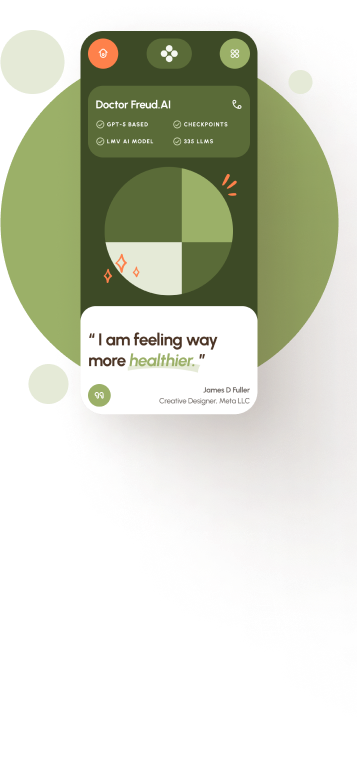 Doctor Freud.AI
GPT-5 BASED
CHECKPOINTS
LMV AI MODEL
335 LLMS
“ I am feeling way
more healthier. ”
James D Fuller
Creative Designer, Meta LLC